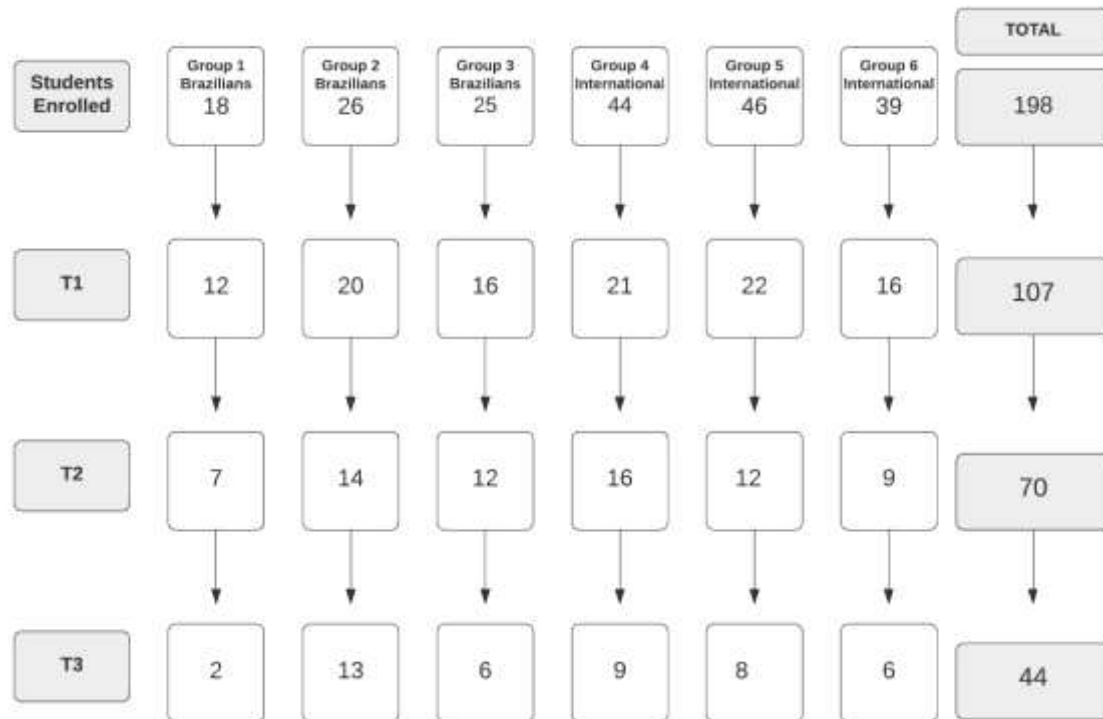 TOTAL
Students
Enrolled
Group 1
Brazilians
18
Group 2
Brazilians
26
Group 3
Brazilians
25
Group 4
International
44
Group 5
International
46
Group 6
International
39
198
T1
12
20
16
21
22
16
107
T2
7
14
12
16
12
9
70
T3
2
13
6
9
8
6
44